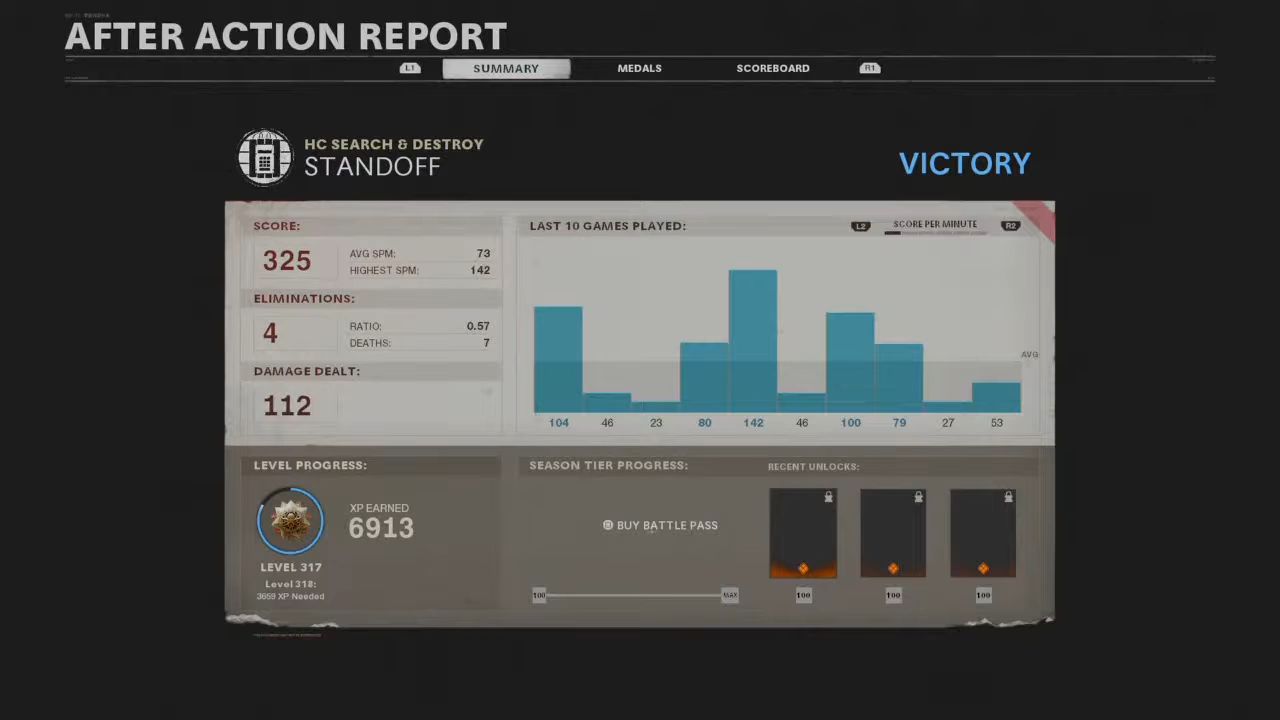 AFTER ACTION REPORT
L1 SUMMARY MEDALS SCOREBOARD R1
HC SEARCH & DESTROY
STANDOFF
VICTORY
SCORE:
325
AVG SPM: 73
HIGHEST SPM: 142
ELIMINATIONS:
4
RATIO: 0.57
DEATHS: 7
DAMAGE DEALT:
112
LAST 10 GAMES PLAYED:
L2 SCORE PER MINUTE R2
AVG
104 46 23 80 142 46 100 79 27 53
LEVEL PROGRESS:
XP EARNED
6913
LEVEL 317
Level 318:
3659 XP Needed
SEASON TIER PROGRESS:
BUY BATTLE PASS
100 MAX
RECENT UNLOCKS:
100 100 100